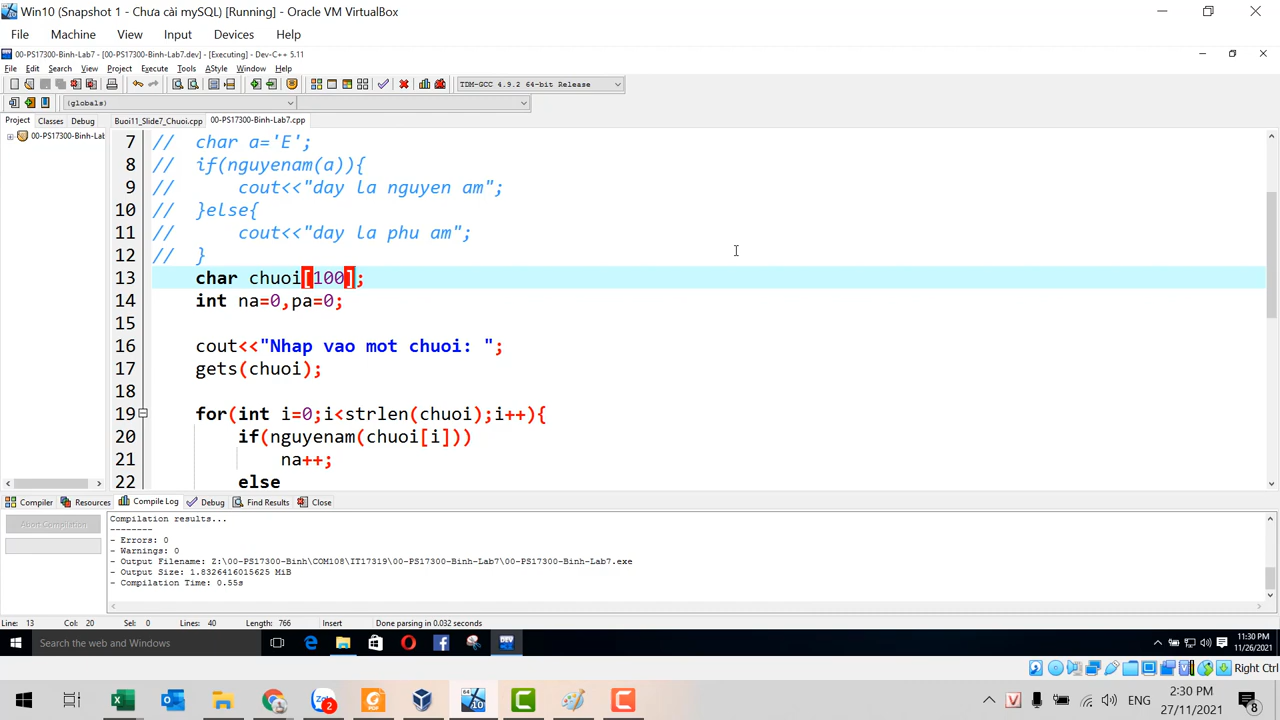 Win10 (Snapshot 1 - Chưa cài mySQL) [Running] - Oracle VM VirtualBox
File Machine View Input Devices Help
00-PS17300-Binh-Lab7 - [00-PS17300-Binh-Lab7.dev] - [Executing] - Dev-C++ 5.11
File Edit Search View Project Execute Tools AStyle Window Help
TDM-GCC 4.9.2 64-bit Release
(globals)
Project Classes Debug Buoi11_Slide7_Chuoi.cpp 00-PS17300-Binh-Lab7.cpp
00-PS17300-Binh-Lab
7 // char a='E';
8 // if(nguyenam(a)){
9 // cout<<"day la nguyen am";
10 // }else{
11 // cout<<"day la phu am";
12 // }
13 char chuoi[100];
14 int na=0,pa=0;
15
16 cout<<"Nhap vao mot chuoi: ";
17 gets(chuoi);
18
19 for(int i=0;i<strlen(chuoi);i++){
20 if(nguyenam(chuoi[i]))
21 na++;
22 else
Compiler Resources Compile Log Debug Find Results Close
Abort Compilation
Compilation results...
--------
- Errors: 0
- Warnings: 0
- Output Filename: Z:\00-PS17300-Binh\COM108\IT17319\00-PS17300-Binh-Lab7\00-PS17300-Binh-Lab7.exe
- Output Size: 1.8326416015625 MiB
- Compilation Time: 0.55s
Line: 13 Col: 20 Sel: 0 Lines: 40 Length: 766 Insert Done parsing in 0.032 seconds
Search the web and Windows
11:30 PM
11/26/2021
Right Ctrl
ENG
2:30 PM
27/11/2021
8